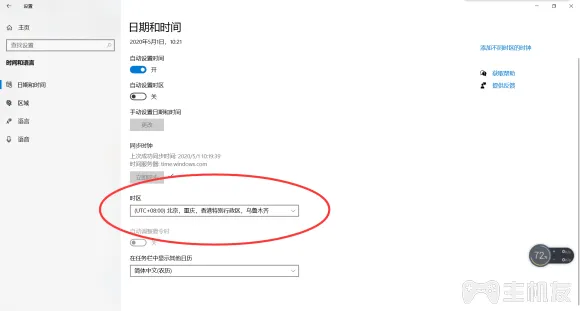 设置
主页
查找设置
时间和语言
日期和时间
区域
语言
语音
日期和时间
2020年5月1日，10:21
自动设置时间
开
自动设置时区
关
手动设置日期和时间
更改
同步时钟
上次成功同步时间: 2020/5/1 10:19:39
时间服务器: time.windows.com
立即同步
时区
(UTC+08:00) 北京，重庆，香港特别行政区，乌鲁木齐
自动调整夏令时
关
在任务栏中显示其他日历
简体中文(农历)
添加不同时区的时钟
获取帮助
提供反馈
72%
主机友